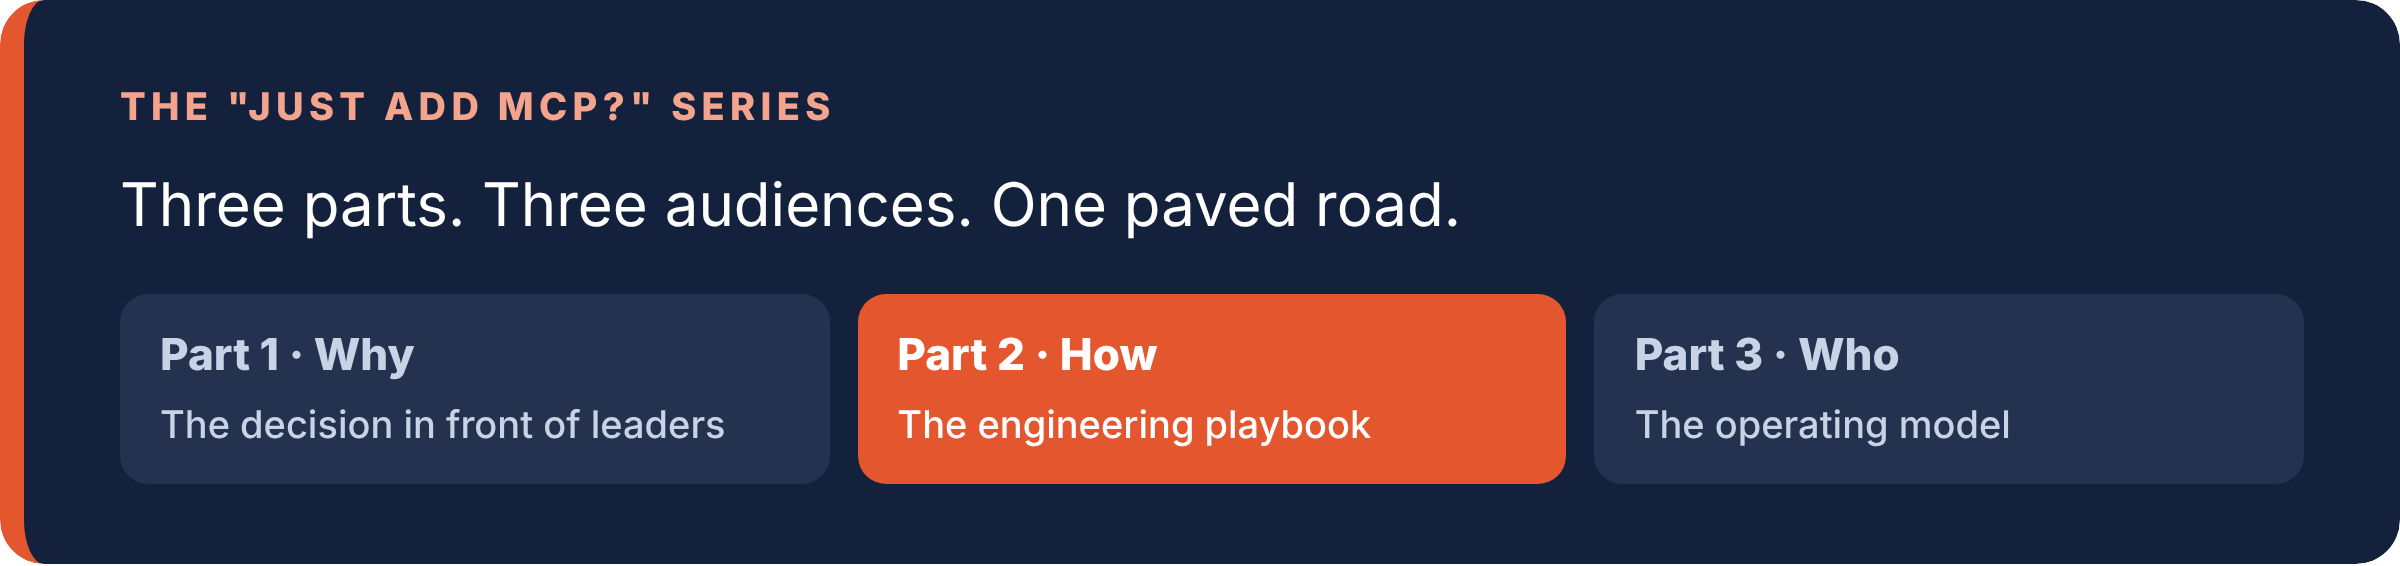 THE "JUST ADD MCP?" SERIES
Three parts. Three audiences. One paved road.
Part 1 · Why
The decision in front of leaders
Part 2 · How
The engineering playbook
Part 3 · Who
The operating model